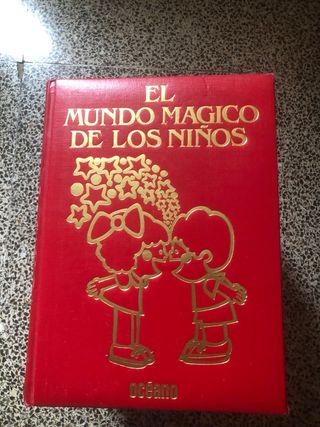 EL
MUNDO MAGICO
DE LOS NIÑOS
océano